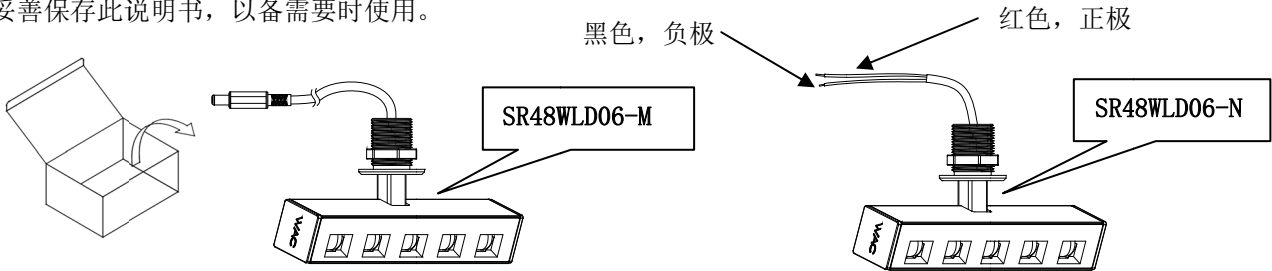 妥善保存此说明书，以备需要时使用。
黑色，负极
红色，正极
SR48WLD06-M
SR48WLD06-N
WAC
WAC